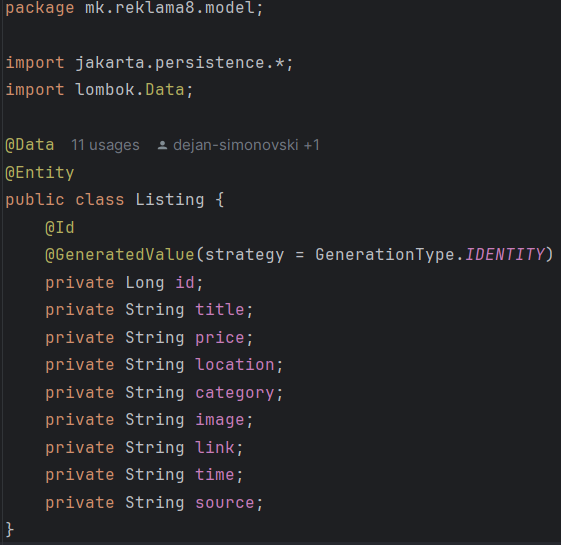 package mk.reklama8.model;
import jakarta.persistence.*;
import lombok.Data;
@Data 11 usages dejan-simonovski +1
@Entity
public class Listing {
@Id
@GeneratedValue(strategy = GenerationType.IDENTITY)
private Long id;
private String title;
private String price;
private String location;
private String category;
private String image;
private String link;
private String time;
private String source;
}